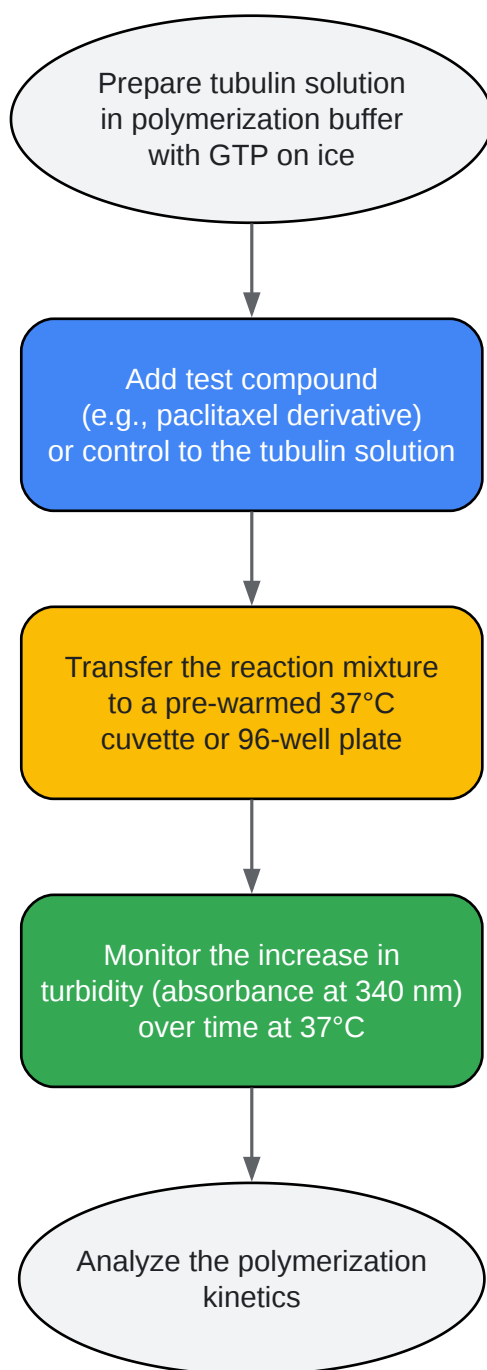 Prepare tubulin solution
in polymerization buffer
with GTP on ice
Add test compound
(e.g., paclitaxel derivative)
or control to the tubulin solution
Transfer the reaction mixture
to a pre-warmed 37°C
cuvette or 96-well plate
Monitor the increase in
turbidity (absorbance at 340 nm)
over time at 37°C
Analyze the polymerization
kinetics